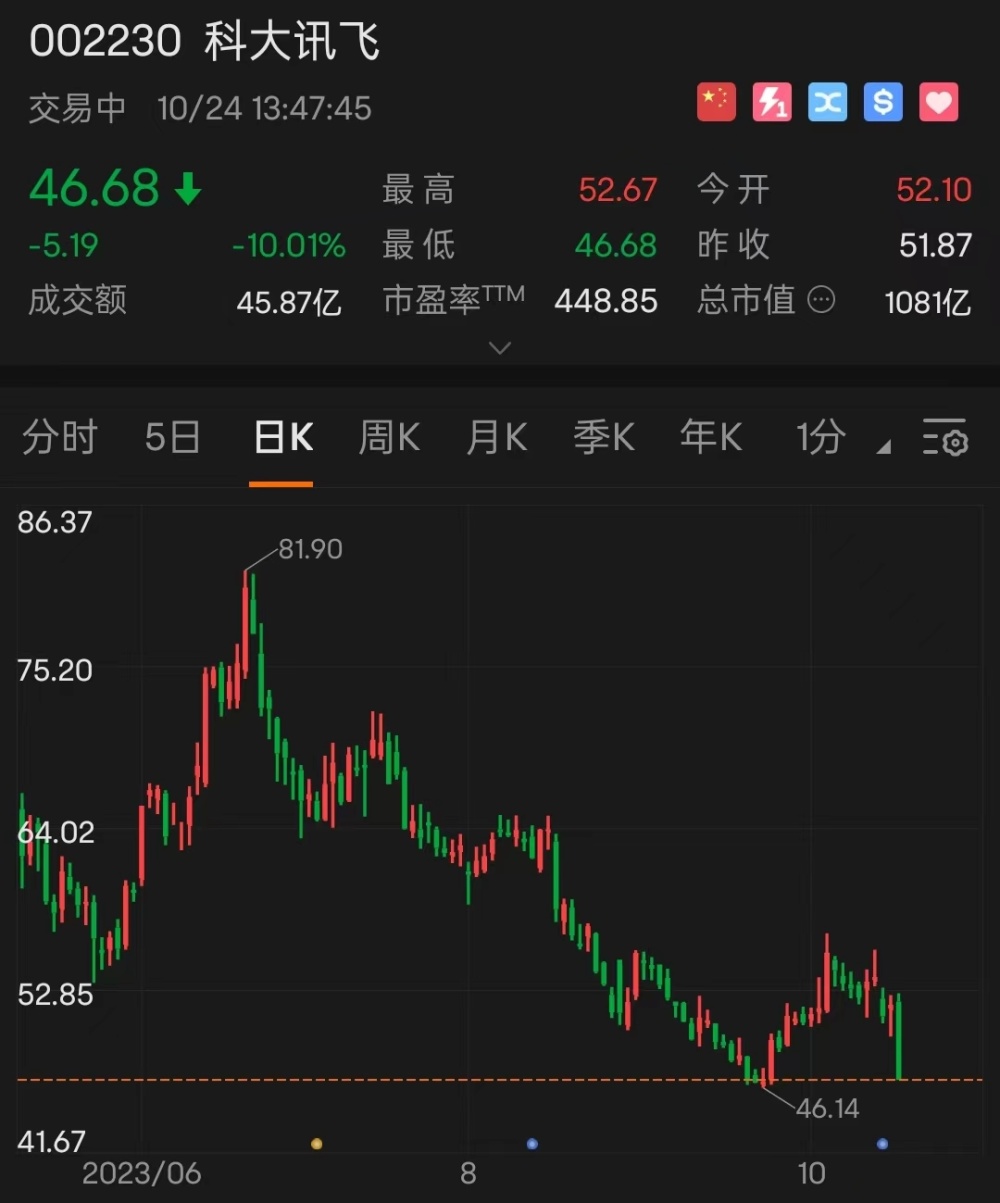 002230 科大讯飞
交易中 10/24 13:47:45
46.68 最高 52.67 今开 52.10
-5.19 -10.01% 最低 46.68 昨收 51.87
成交额 45.87亿 市盈率TTM 448.85 总市值 1081亿
分时 5日 日K 周K 月K 季K 年K 1分
86.37
81.90
75.20
64.02
52.85
46.14
41.67
2023/06 8 10